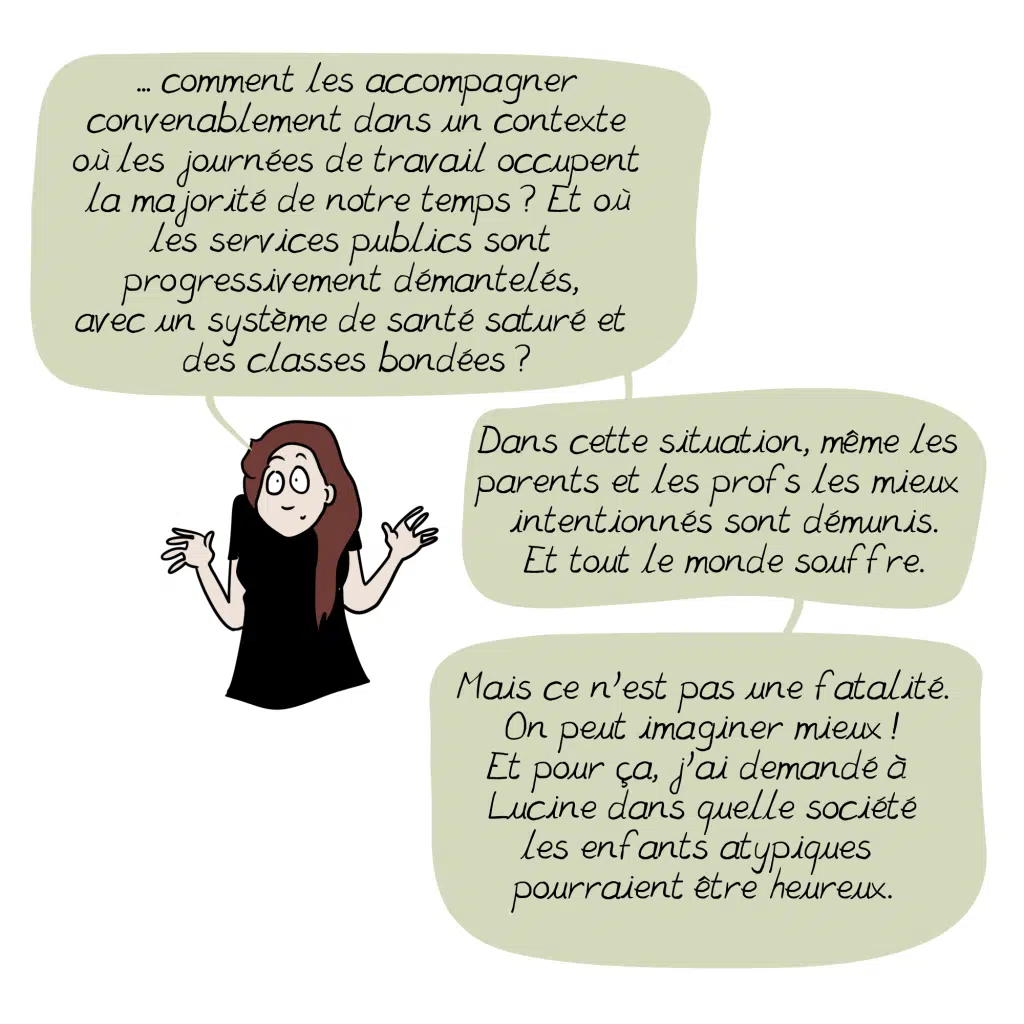 ... comment les accompagner
convenablement dans un contexte
où les journées de travail occupent
la majorité de notre temps ? Et où
les services publics sont
progressivement démantelés,
avec un système de santé saturé et
des classes bondées ?
Dans cette situation, même les
parents et les profs les mieux
intentionnés sont démunis.
Et tout le monde souffre.
Mais ce n'est pas une fatalité.
On peut imaginer mieux !
Et pour ça, j'ai demandé à
Lucine dans quelle société
les enfants atypiques
pourraient être heureux.